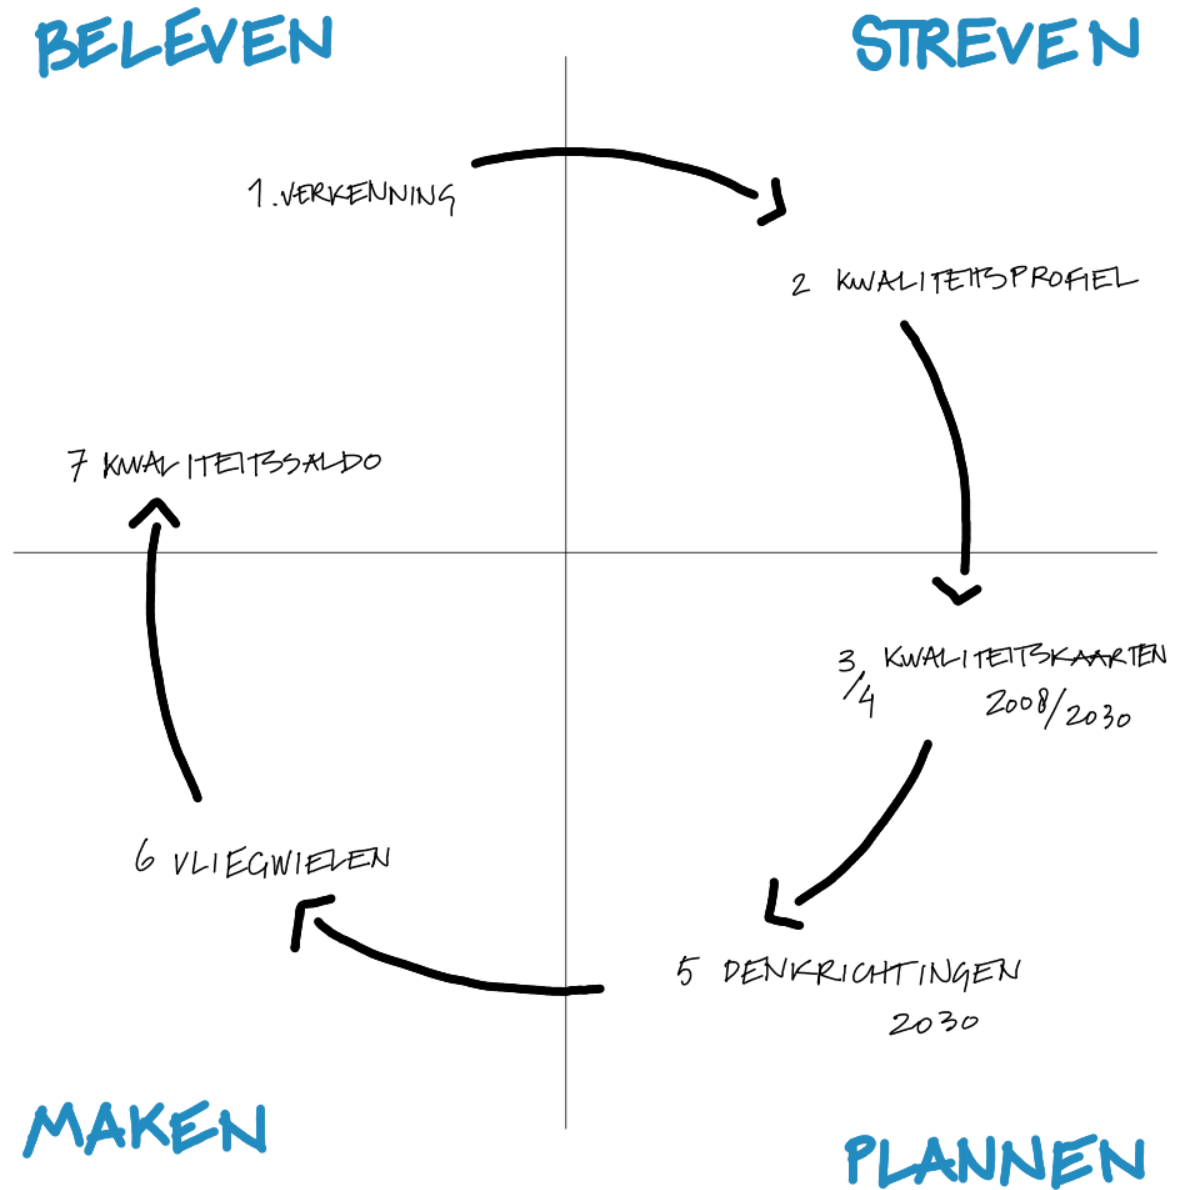 BELEVEN
STREVEN
1. VERKENNING
2 KWALITEITSPROFIEL
7 KWALITEITSSALDO
3/4 KWALITEITSKAARTEN
2008/2030
6 VLIEGWIELEN
5 DENKRICHTINGEN
2030
MAKEN
PLANNEN